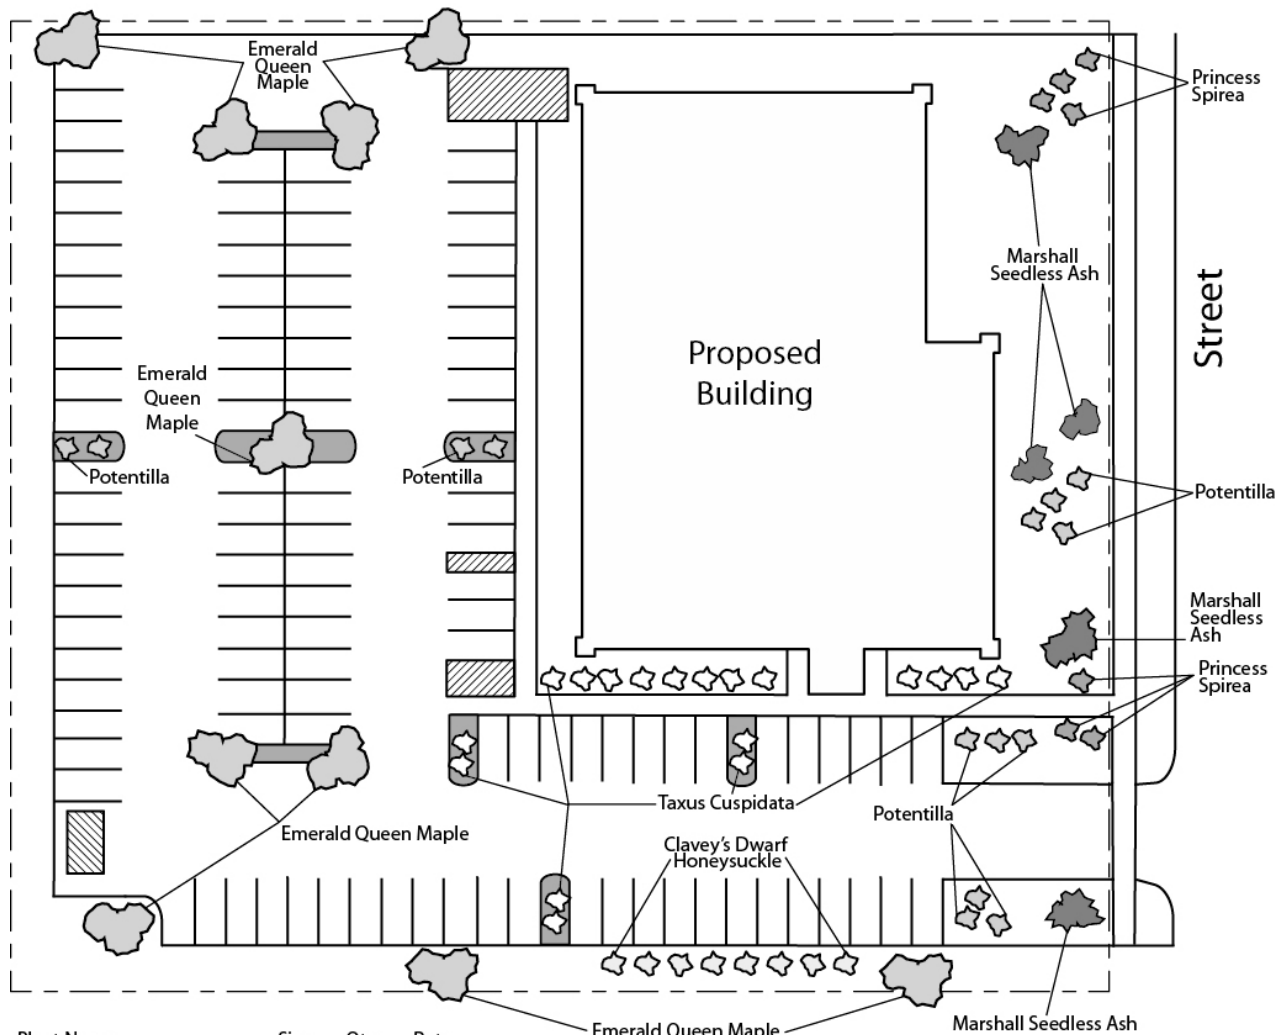 Emerald
Queen
Maple
Princess
Spirea
Marshall
Seedless Ash
Street
Proposed
Building
Emerald
Queen
Maple
Potentilla
Potentilla
Potentilla
Marshall
Seedless
Ash
Princess
Spirea
Taxus Cuspidata
Potentilla
Emerald Queen Maple
Clavey's Dwarf
Honeysuckle
Marshall Seedless Ash
Emerald Queen Maple